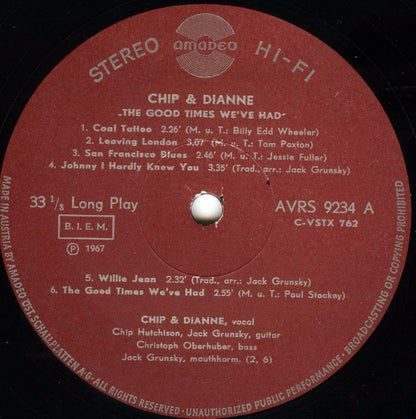 STEREO amadeo HI-FI
CHIP & DIANNE
„THE GOOD TIMES WE'VE HAD"
1. Coal Tattoo 2.26' (M. u. T.: Billy Edd Wheeler)
2. Leaving London 3.07' (M. u. T.: Tom Paxton)
3. San Francisco Blues 2.46' (M. u. T.: Jessie Fuller)
4. Johnny I Hardly Knew You 3.35' (Trad., arr.: Jack Grunsky)
33 1/3 Long Play
AVRS 9234 A
C-VSTX 762
B. I. E. M.
Ⓟ 1967
5. Willie Jean 2.32' (Trad., arr.: Jack Grunsky)
6. The Good Times We've Had 2.55' (M. u. T.: Paul Stockey)
CHIP & DIANNE, vocal
Chip Hutchison, Jack Grunsky, guitar
Christoph Oberhuber, bass
Jack Grunsky, mouthharm. (2, 6)
MADE IN AUSTRIA BY AMADEO ÖST. SCHALLPLATTEN A·G - ALL RIGHTS RESERVED - UNAUTHORIZED PUBLIC PERFORMANCE - BROADCASTING OR COPYING PROHIBITED